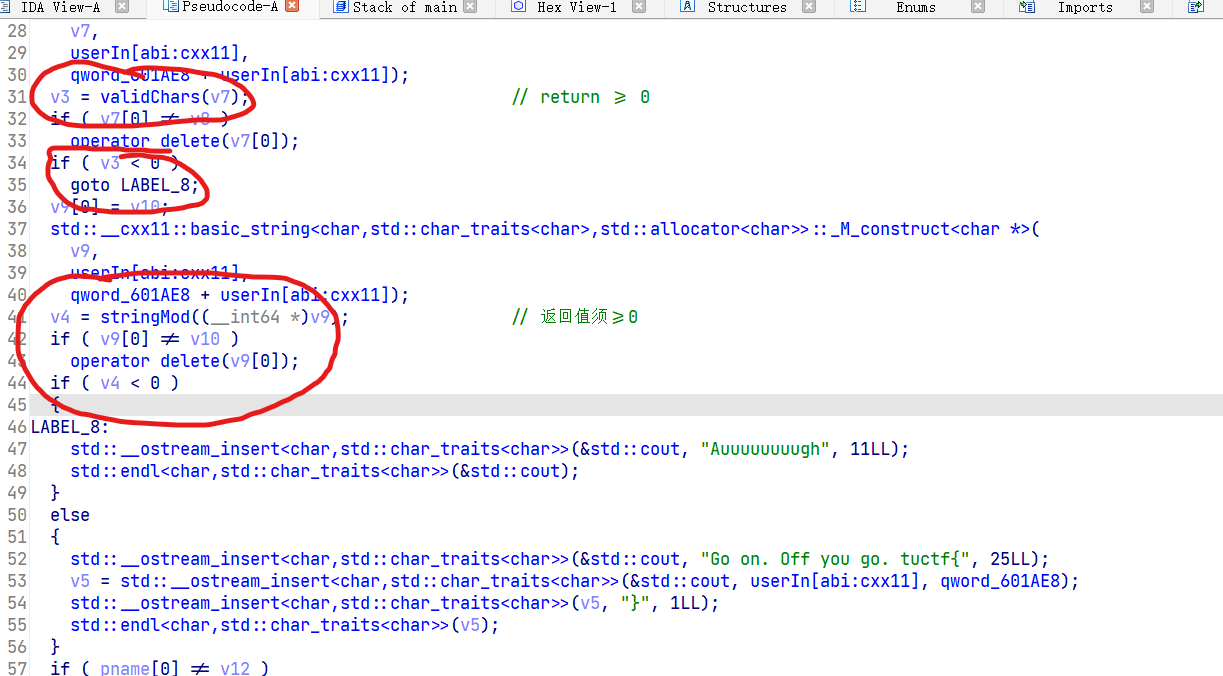 IDA View-A Pseudocode-A Stack of main Hex View-1 Structures Enums Imports
28 v7,
29 userIn[abi:cxx11],
30 qword_601AE8 + userIn[abi:cxx11]);
31 v3 = validChars(v7); // return ≥ 0
32 if ( v7[0] ≠ v8 )
33 operator delete(v7[0]);
34 if ( v3 < 0 )
35 goto LABEL_8;
36 v9[0] = v10;
37 std::__cxx11::basic_string<char,std::char_traits<char>,std::allocator<char>>::_M_construct<char *>(
38 v9,
39 userIn[abi:cxx11],
40 qword_601AE8 + userIn[abi:cxx11]);
41 v4 = stringMod((__int64 *)v9); // 返回值须≥0
42 if ( v9[0] ≠ v10 )
43 operator delete(v9[0]);
44 if ( v4 < 0 )
45 {
46 LABEL_8:
47 std::__ostream_insert<char,std::char_traits<char>>(&std::cout, "Auuuuuuuugh", 11LL);
48 std::endl<char,std::char_traits<char>>(&std::cout);
49 }
50 else
51 {
52 std::__ostream_insert<char,std::char_traits<char>>(&std::cout, "Go on. Off you go. tuctf{", 25LL);
53 v5 = std::__ostream_insert<char,std::char_traits<char>>(&std::cout, userIn[abi:cxx11], qword_601AE8);
54 std::__ostream_insert<char,std::char_traits<char>>(v5, "}", 1LL);
55 std::endl<char,std::char_traits<char>>(v5);
56 }
57 if ( pname[0] ≠ v12 )